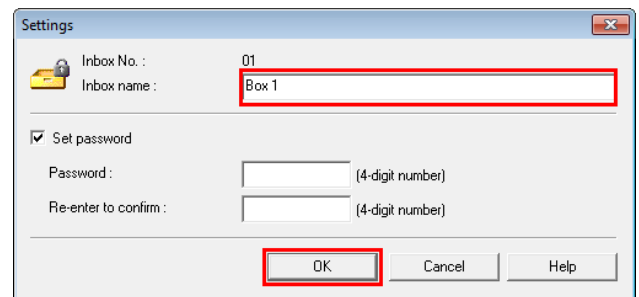 Settings
Inbox No. : 01
Inbox name : Box 1
Set password
Password : (4-digit number)
Re-enter to confirm : (4-digit number)
OK Cancel Help